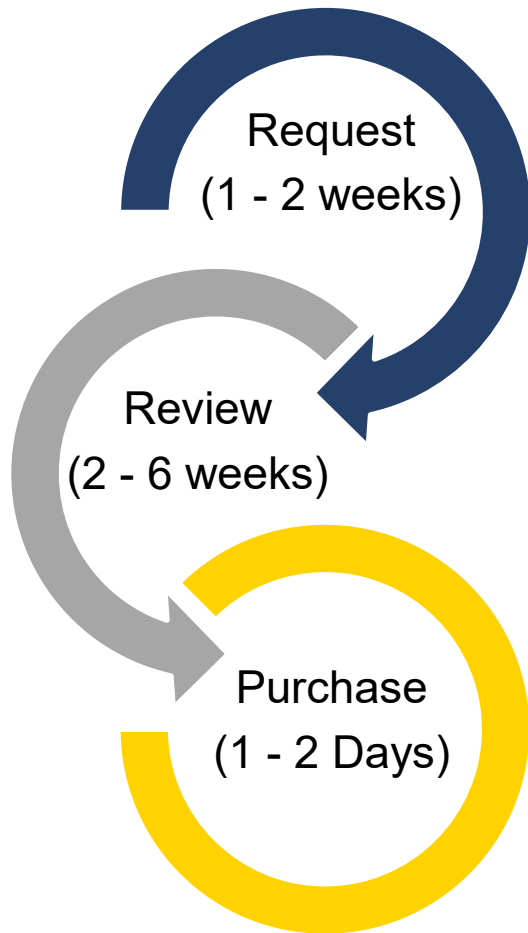 Request
(1 - 2 weeks)
Review
(2 - 6 weeks)
Purchase
(1 - 2 Days)